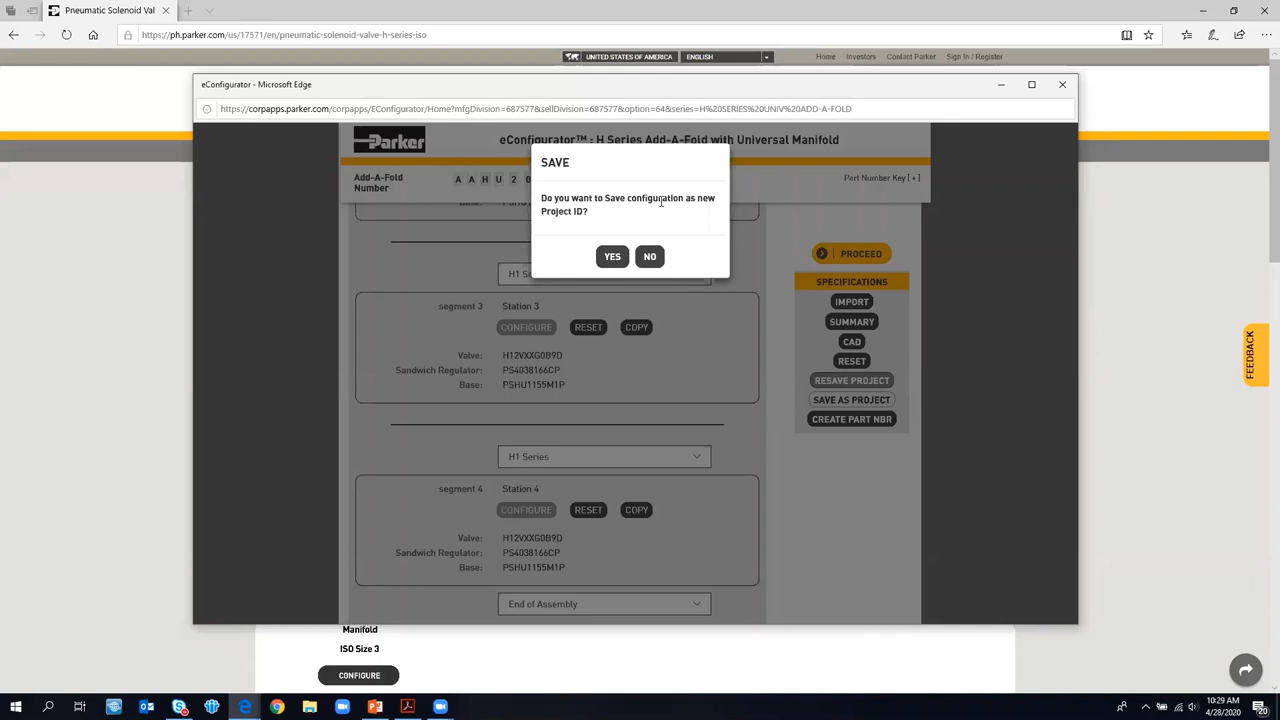 Pneumatic Solenoid Val
https://ph.parker.com/us/17571/en/pneumatic-solenoid-valve-h-series-iso
UNITED STATES OF AMERICA
ENGLISH
Home
Investors
Contact Parker
Sign In / Register
eConfigurator - Microsoft Edge
https://corpapps.parker.com/corpapps/EConfigurator/Home?mfgDivision=687577&sellDivision=687577&option=64&series=H%20SERIES%20UNIV%20ADD-A-FOLD
Parker
eConfigurator™ : H Series Add-A-Fold with Universal Manifold
Add-A-Fold
Number
A A H U 2
Part Number Key [+]
SAVE
Do you want to Save configuration as new
Project ID?
YES
NO
H1 Se
segment 3
Station 3
CONFIGURE
RESET
COPY
Valve:
H12VXXG0B9D
Sandwich Regulator:
PS4038166CP
Base:
PSHU1155M1P
H1 Series
segment 4
Station 4
CONFIGURE
RESET
COPY
Valve:
H12VXXG0B9D
Sandwich Regulator:
PS4038166CP
Base:
PSHU1155M1P
End of Assembly
PROCEED
SPECIFICATIONS
IMPORT
SUMMARY
CAD
RESET
RESAVE PROJECT
SAVE AS PROJECT
CREATE PART NBR
FEEDBACK
Manifold
ISO Size 3
CONFIGURE
10:29 AM
4/28/2020
20